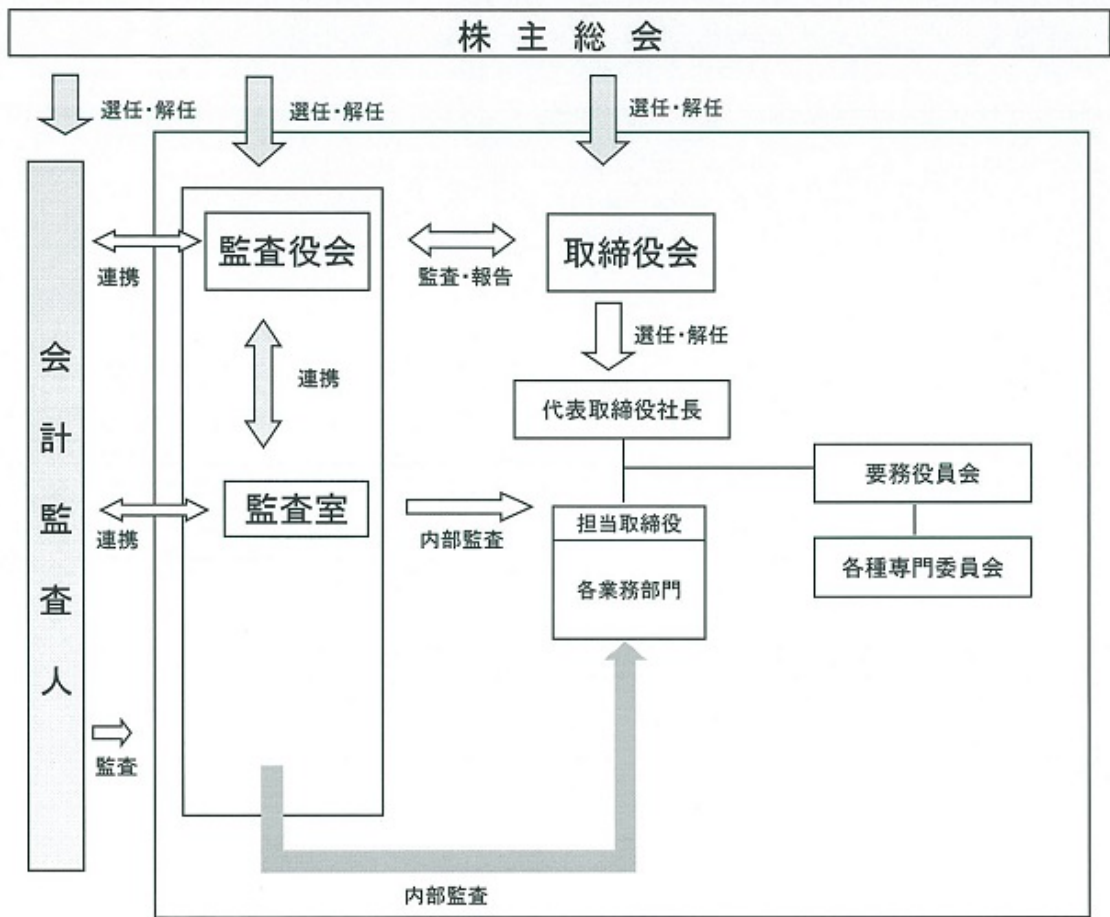 株主総会
選任・解任
選任・解任
選任・解任
監査役会
監査・報告
取締役会
連携
選任・解任
連携
代表取締役社長
会計監査人
要務役員会
監査室
担当取締役
連携
内部監査
各業務部門
各種専門委員会
監査
内部監査